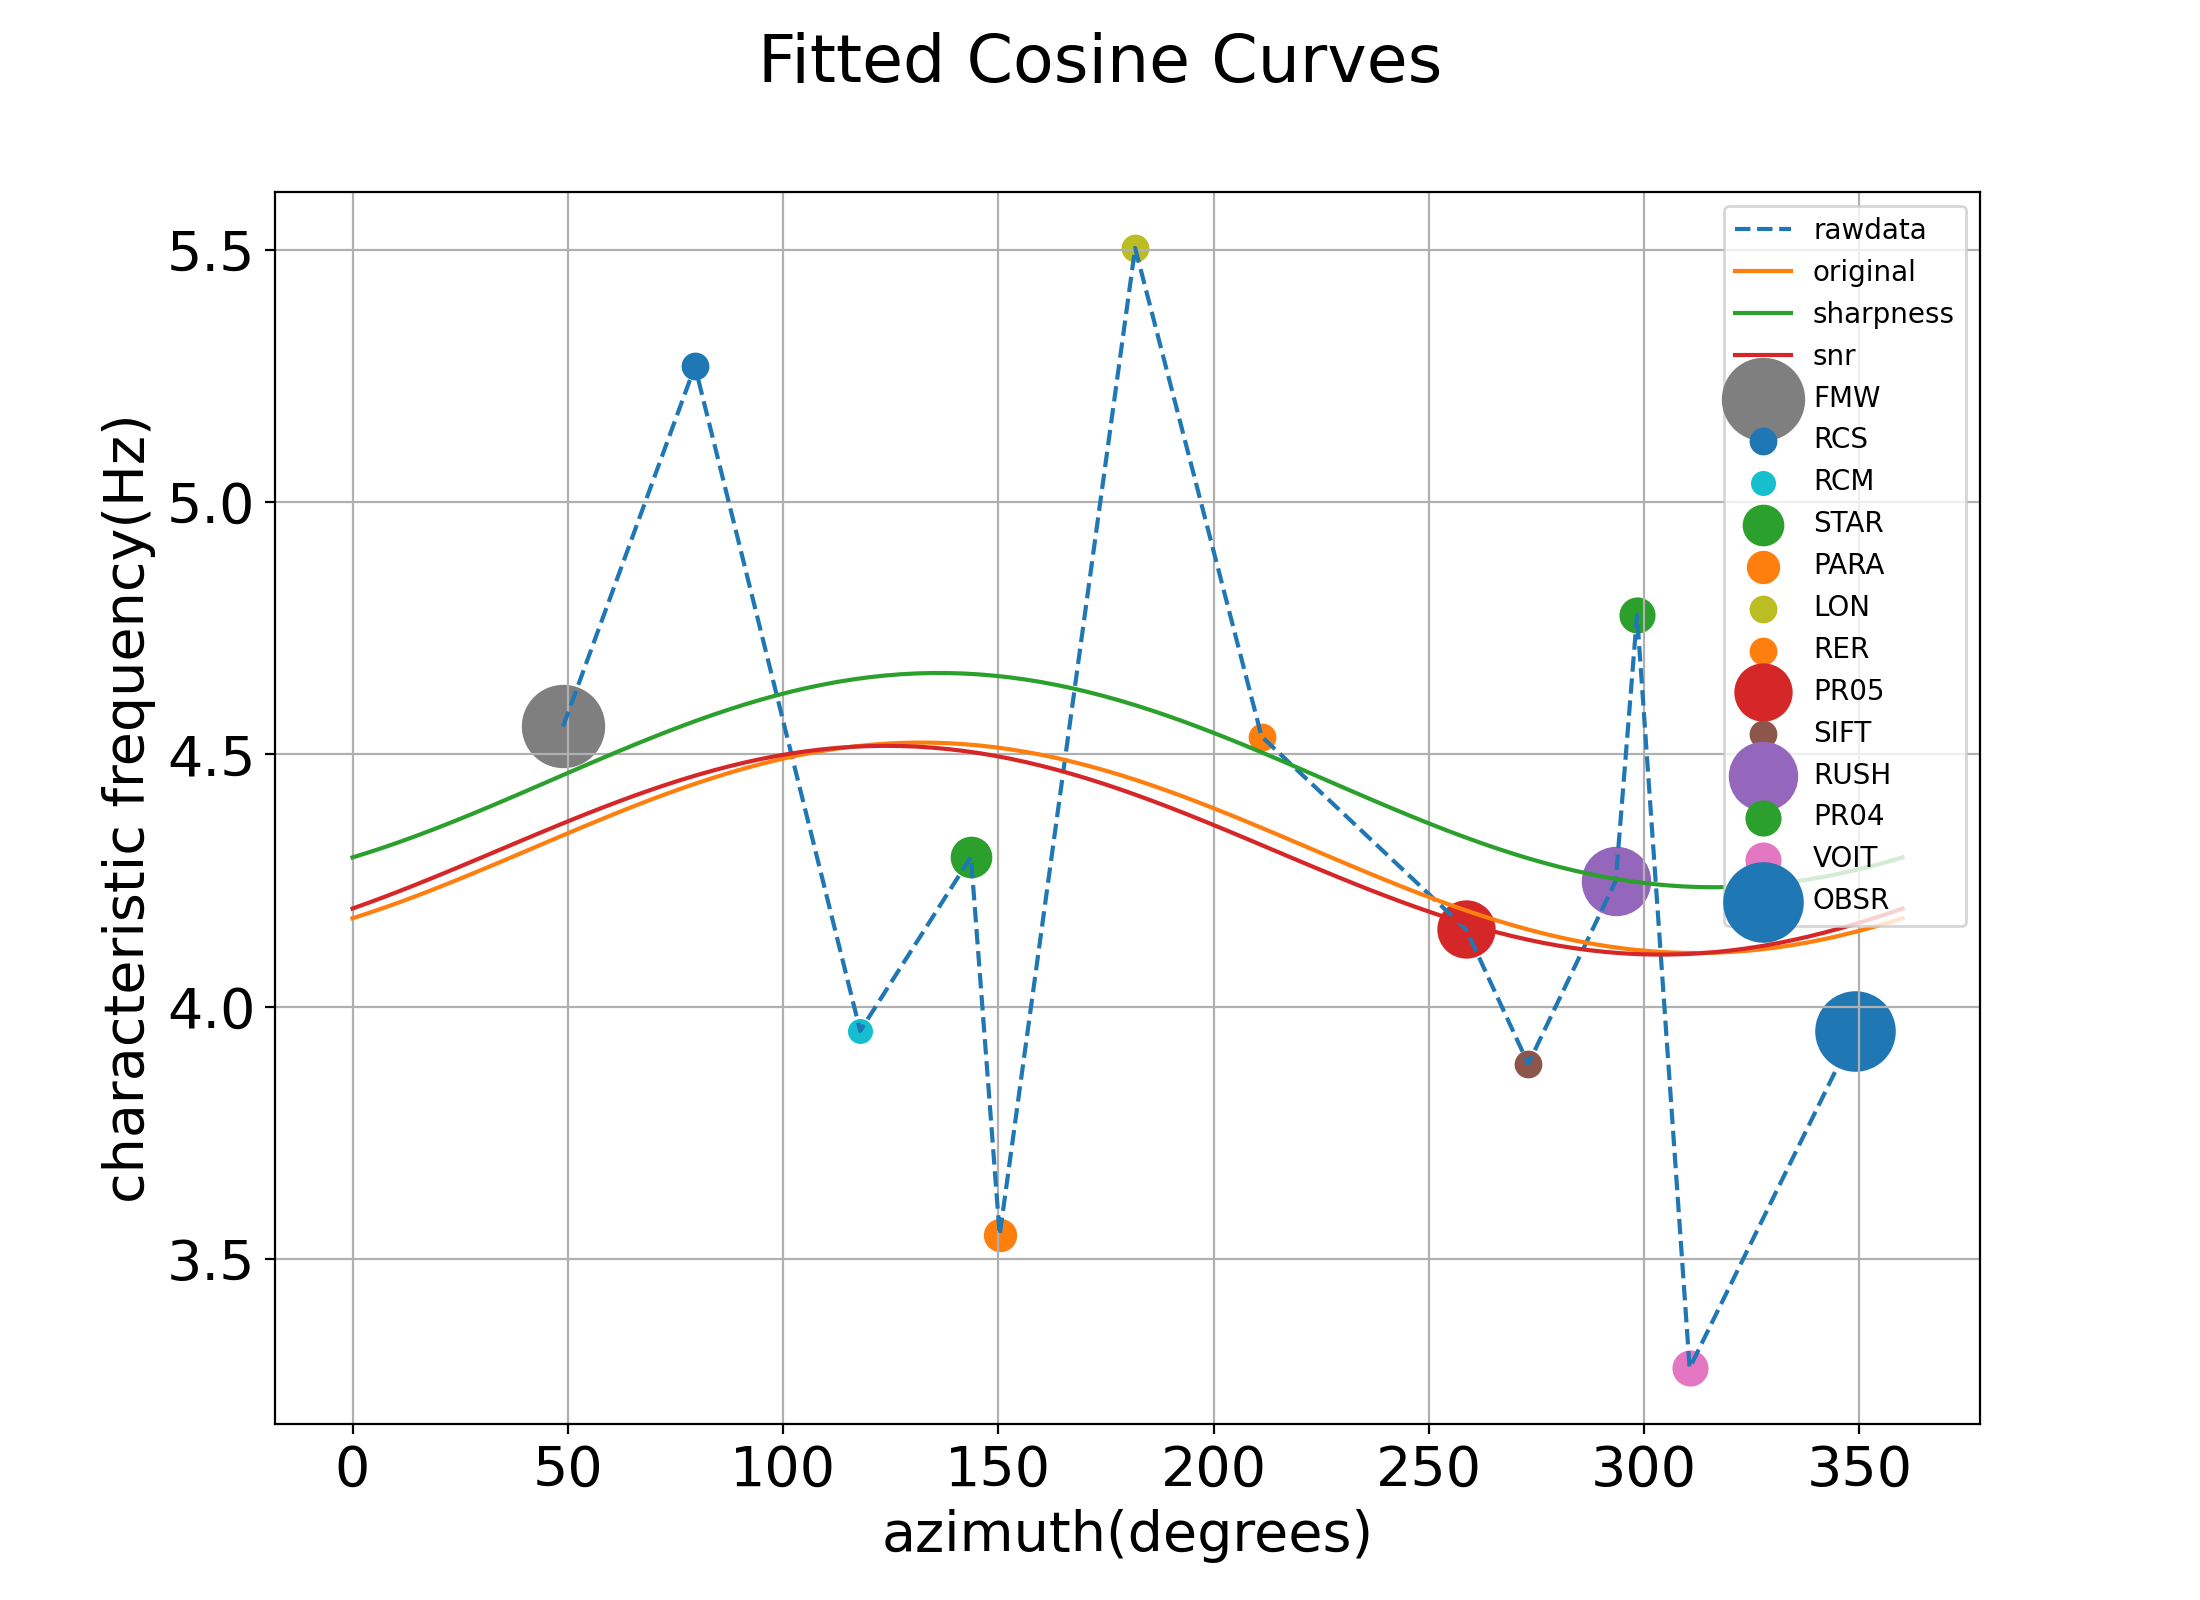 Fitted Cosine Curves
rawdata
original
sharpness
snr
FMW
RCS
RCM
STAR
PARA
LON
RER
PR05
SIFT
RUSH
PR04
VOIT
OBSR
characteristic frequency(Hz)
5.5
5.0
4.5
4.0
3.5
0 50 100 150 200 250 300 350
azimuth(degrees)